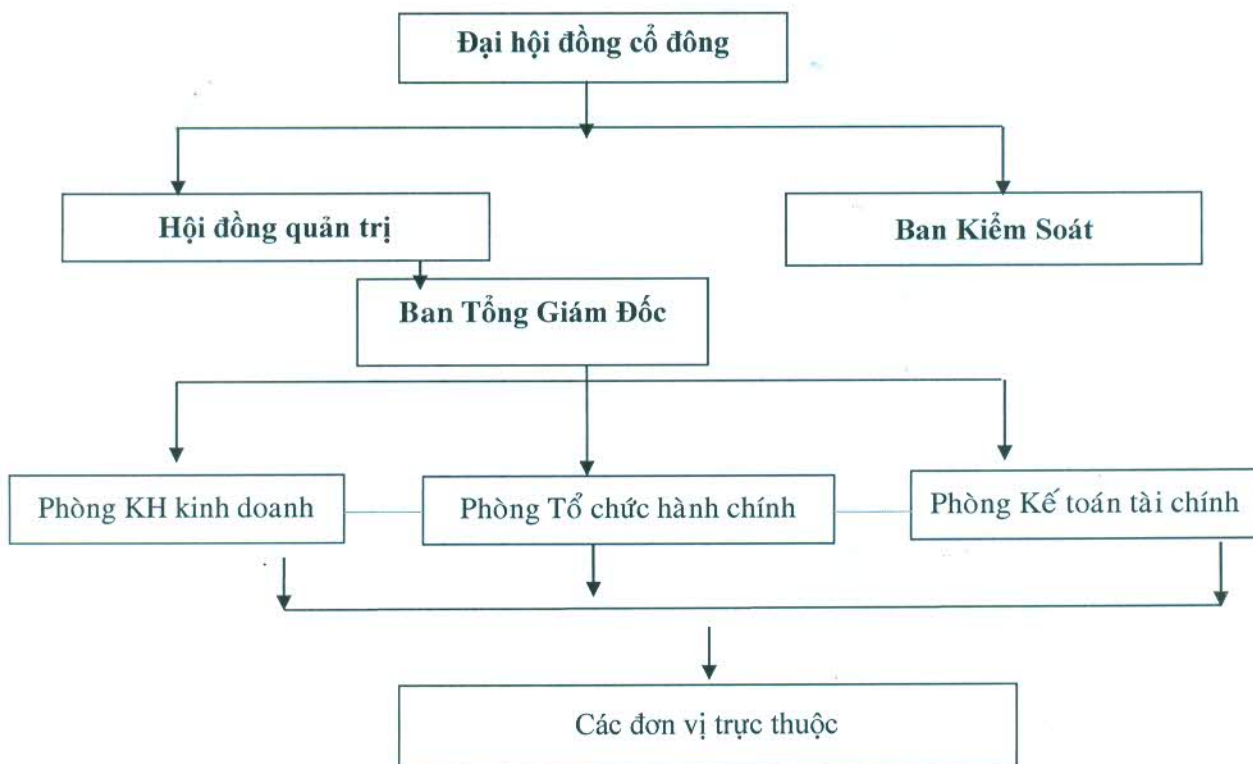 Đại hội đồng cổ đông
Hội đồng quản trị
Ban Kiểm Soát
Ban Tổng Giám Đốc
Phòng KH kinh doanh
Phòng Tổ chức hành chính
Phòng Kế toán tài chính
Các đơn vị trực thuộc